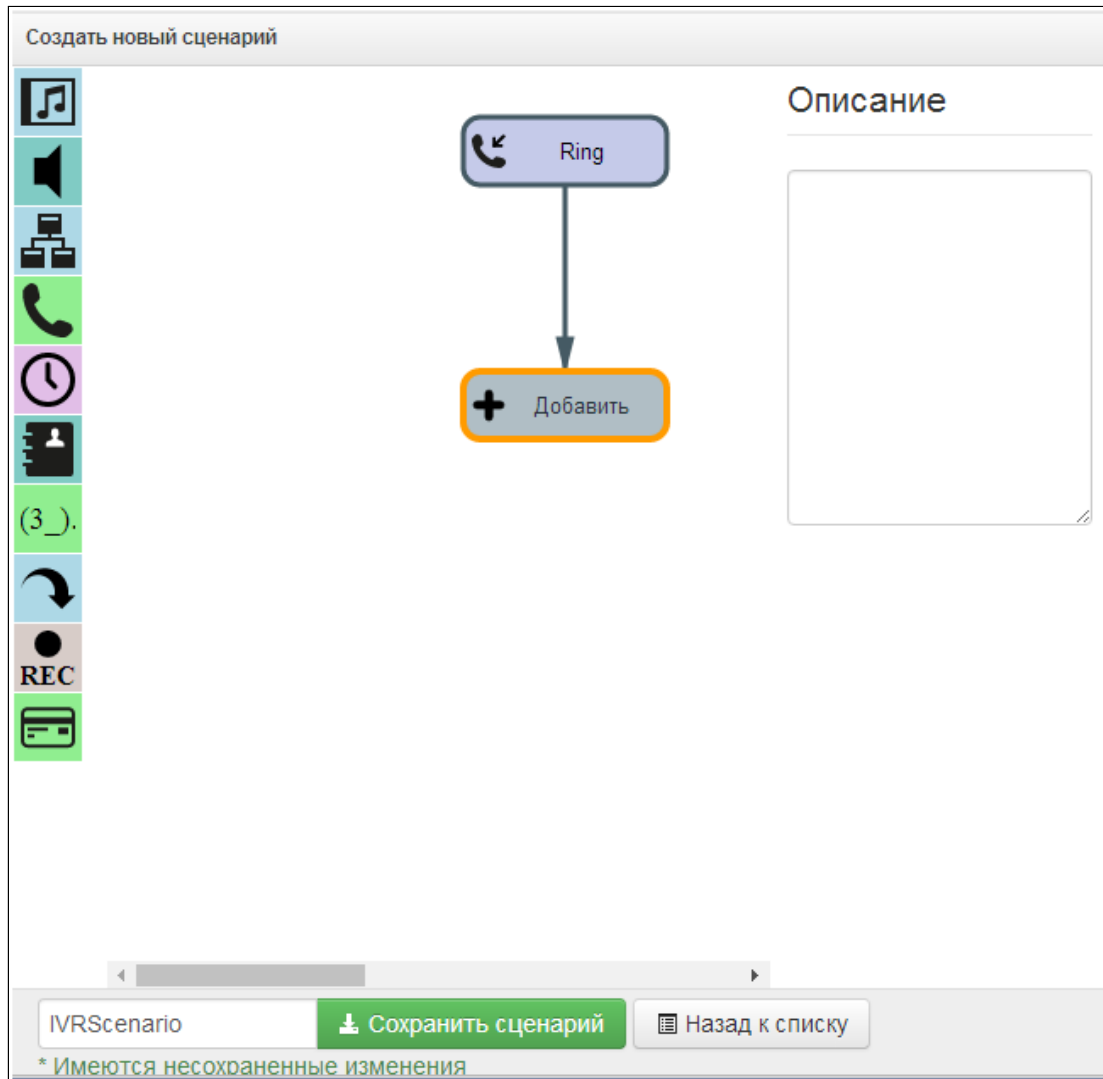 Создать новый сценарий
Описание
Ring
Добавить
(3_).
REC
IVRScenario
Сохранить сценарий
Назад к списку
* Имеются несохраненные изменения